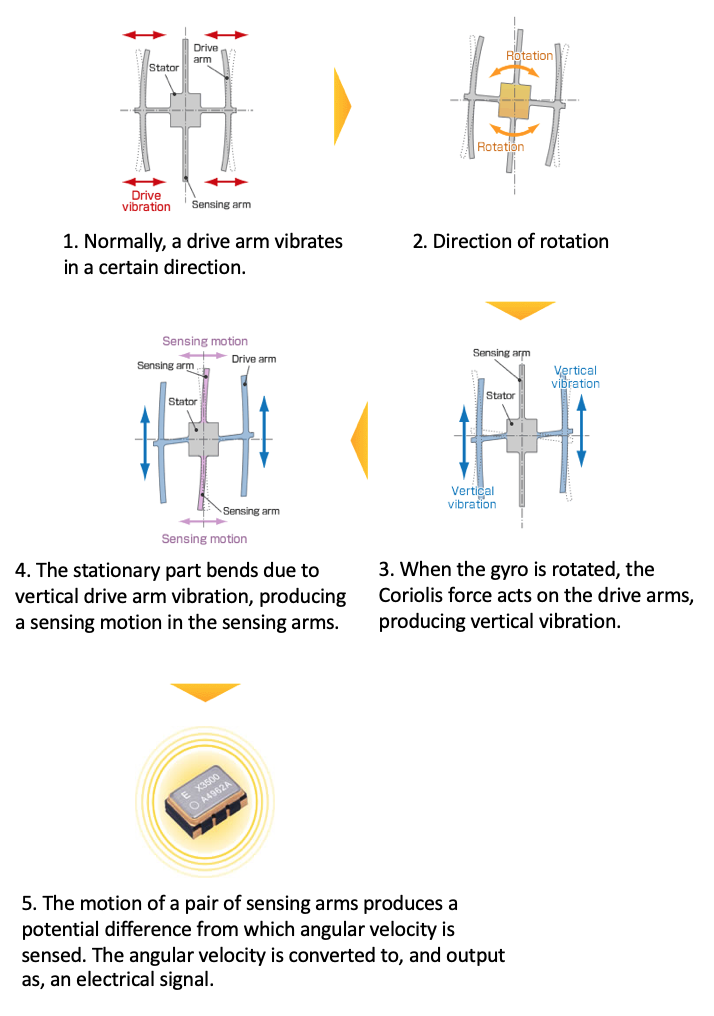 Drive
arm
Stator
Drive
vibration
Sensing arm
1. Normally, a drive arm vibrates
in a certain direction.
Rotation
Rotation
2. Direction of rotation
Sensing arm
Vertical
vibration
Stator
Vertical
vibration
3. When the gyro is rotated, the
Coriolis force acts on the drive arms,
producing vertical vibration.
Sensing motion
Sensing arm
Drive arm
Stator
Sensing arm
Sensing motion
4. The stationary part bends due to
vertical drive arm vibration, producing
a sensing motion in the sensing arms.
E X3500
A4962A
5. The motion of a pair of sensing arms produces a
potential difference from which angular velocity is
sensed. The angular velocity is converted to, and output
as, an electrical signal.